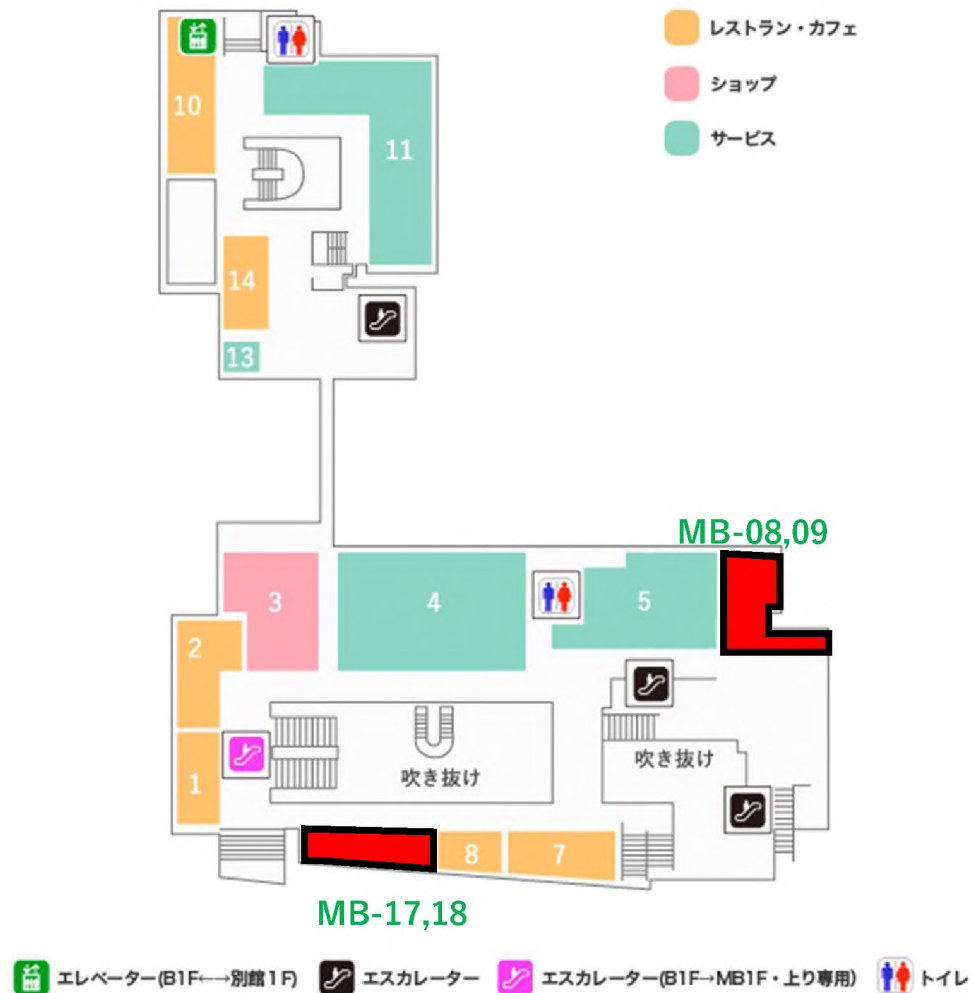 レストラン・カフェ
ショップ
サービス
10
11
14
13
MB-08,09
3
4
5
2
1
吹き抜け
吹き抜け
8
7
MB-17,18
エレベーター(B1F←→別館1F)
エスカレーター
エスカレーター(B1F→MB1F・上り専用)
トイレ